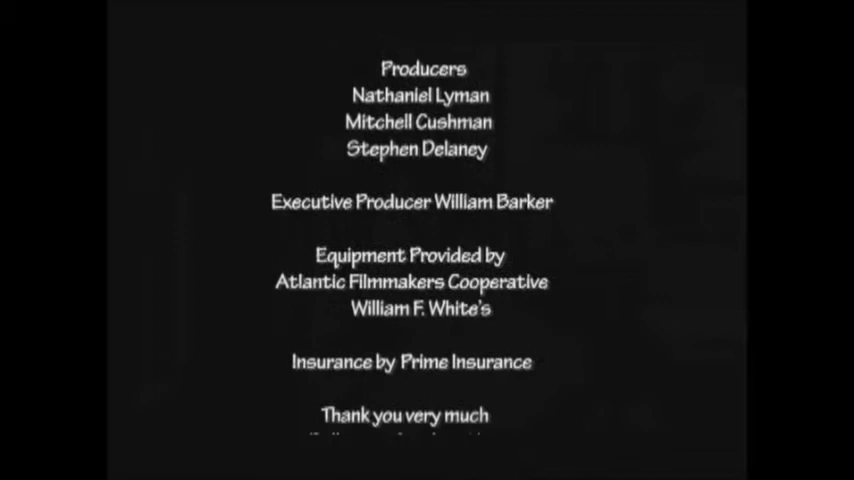 Producers
Nathaniel Lyman
Mitchell Cushman
Stephen Delaney
Executive Producer William Barker
Equipment Provided by
Atlantic Filmmakers Cooperative
William F. White's
Insurance by Prime Insurance
Thank you very much